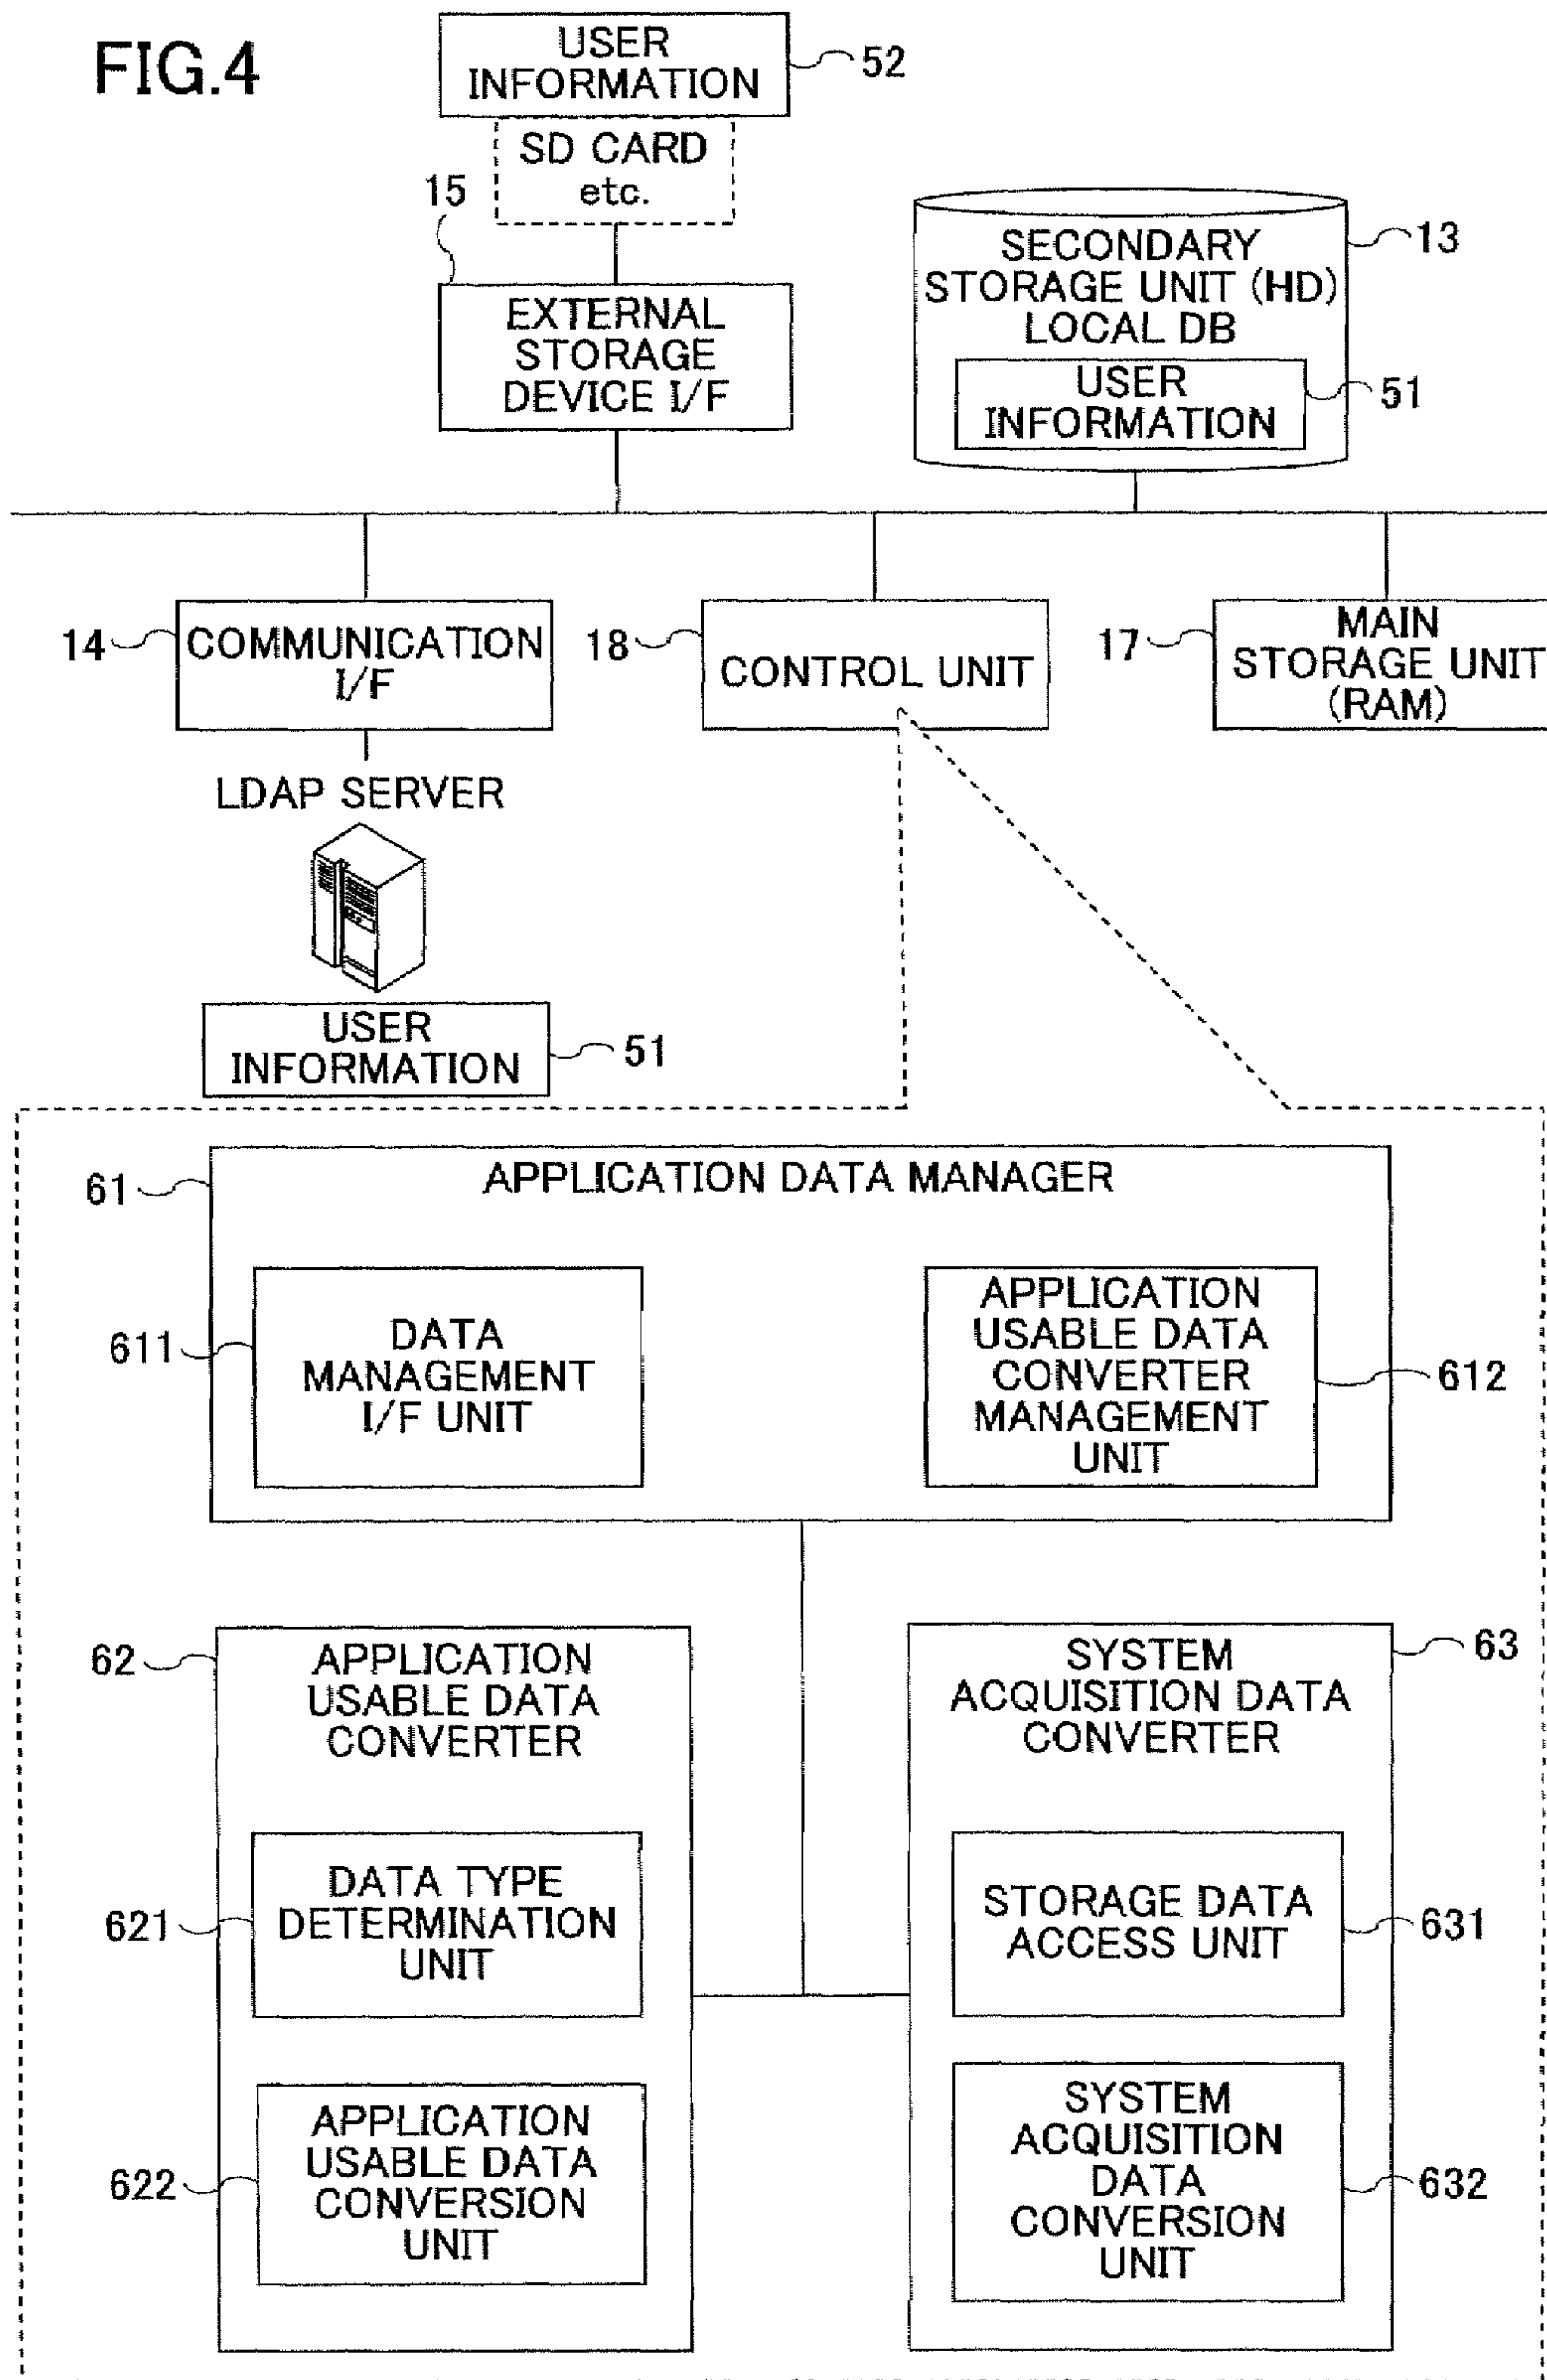 FIG.4
USER
INFORMATION
52
SD CARD
etc.
15
EXTERNAL
STORAGE
DEVICE I/F
SECONDARY
STORAGE UNIT (HD)
LOCAL DB
13
USER
INFORMATION
51
14
COMMUNICATION
I/F
18
CONTROL UNIT
17
MAIN
STORAGE UNIT
(RAM)
LDAP SERVER
USER
INFORMATION
51
61
APPLICATION DATA MANAGER
611
DATA
MANAGEMENT
I/F UNIT
APPLICATION
USABLE DATA
CONVERTER
MANAGEMENT
UNIT
612
62
APPLICATION
USABLE DATA
CONVERTER
621
DATA TYPE
DETERMINATION
UNIT
622
APPLICATION
USABLE DATA
CONVERSION
UNIT
SYSTEM
ACQUISITION DATA
CONVERTER
63
STORAGE DATA
ACCESS UNIT
631
SYSTEM
ACQUISITION
DATA
CONVERSION
UNIT
632